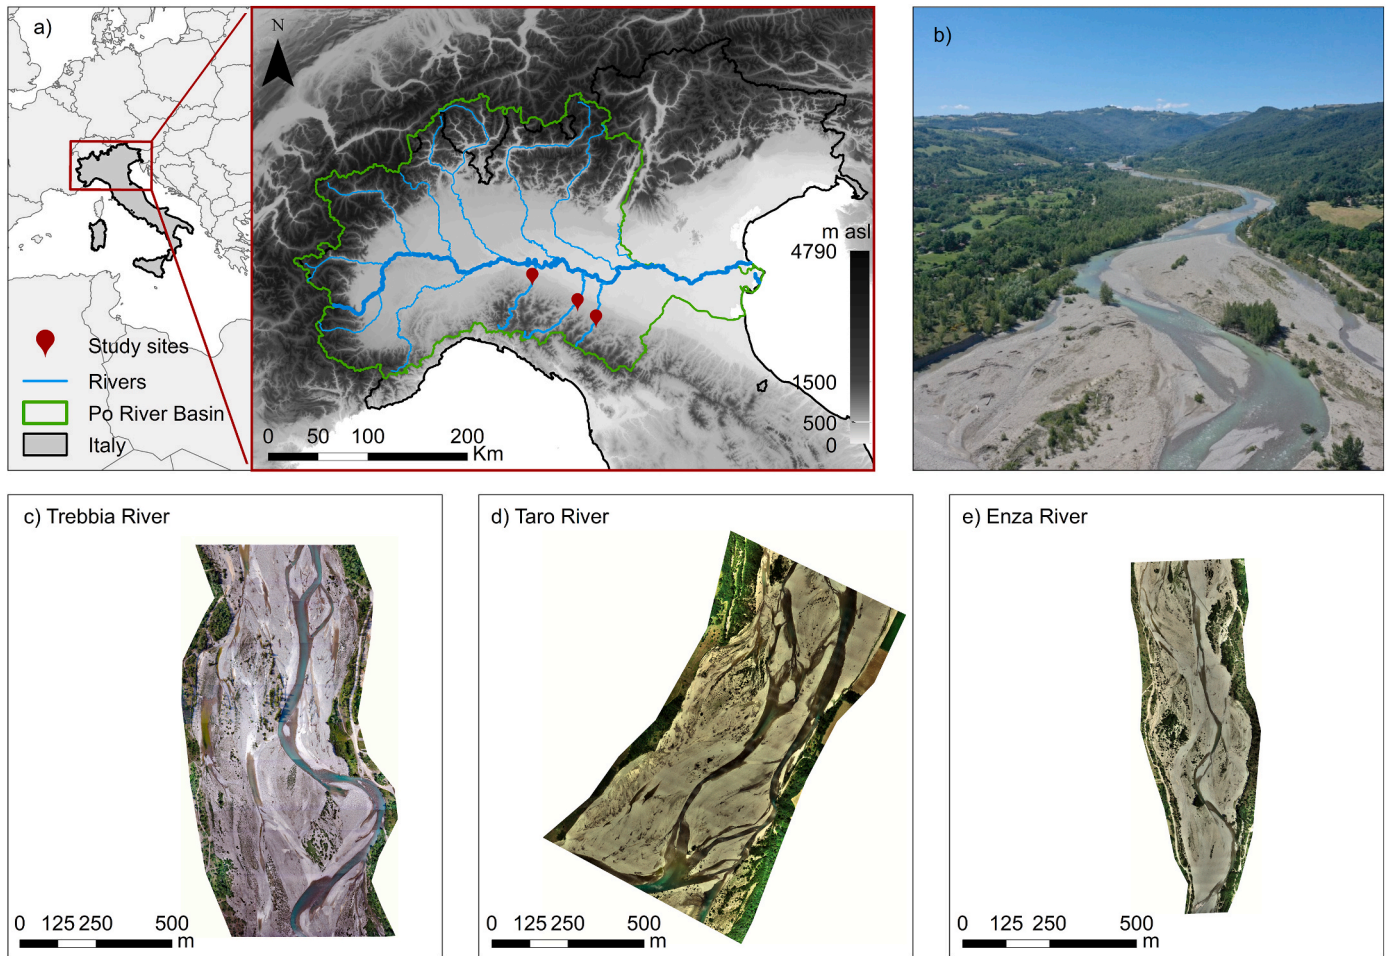 a)
N
m asl
4790
1500
500
0
Study sites
Rivers
Po River Basin
Italy
0 50 100 200
Km
b)
c) Trebbia River
0 125 250 500
m
d) Taro River
0 125 250 500
m
e) Enza River
0 125 250 500
m